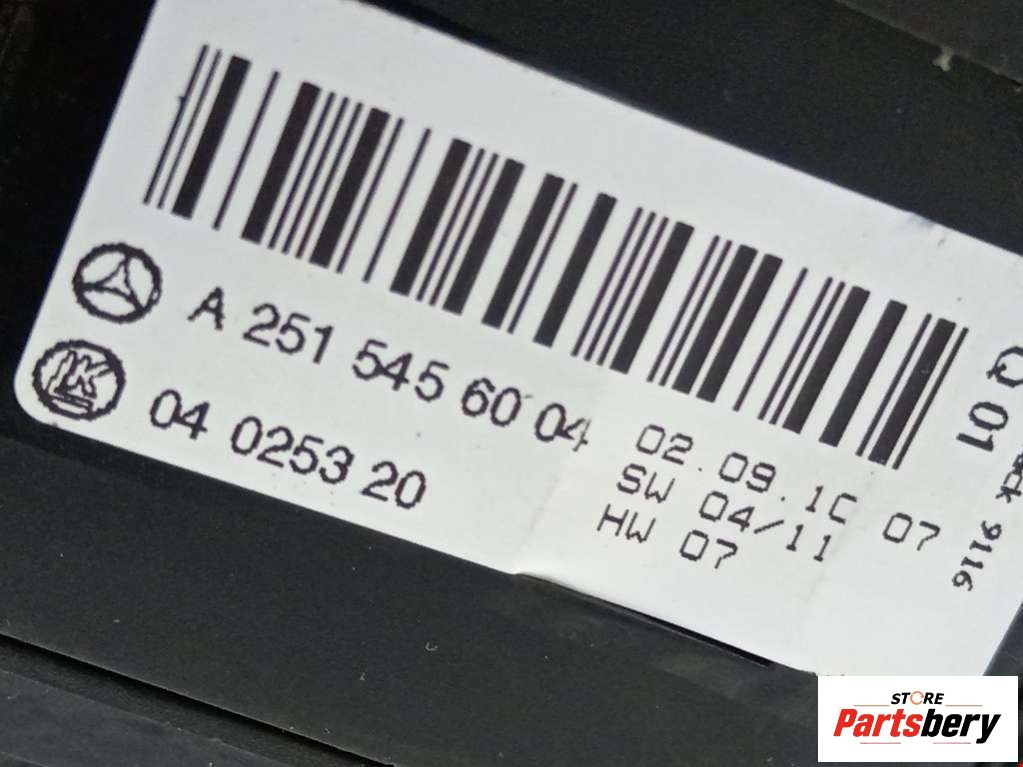 A 251 545 60 04
04 0253 20
02.09.10 07
SW 04/11
HW 07
Q 01
9116
STORE
Partsbery